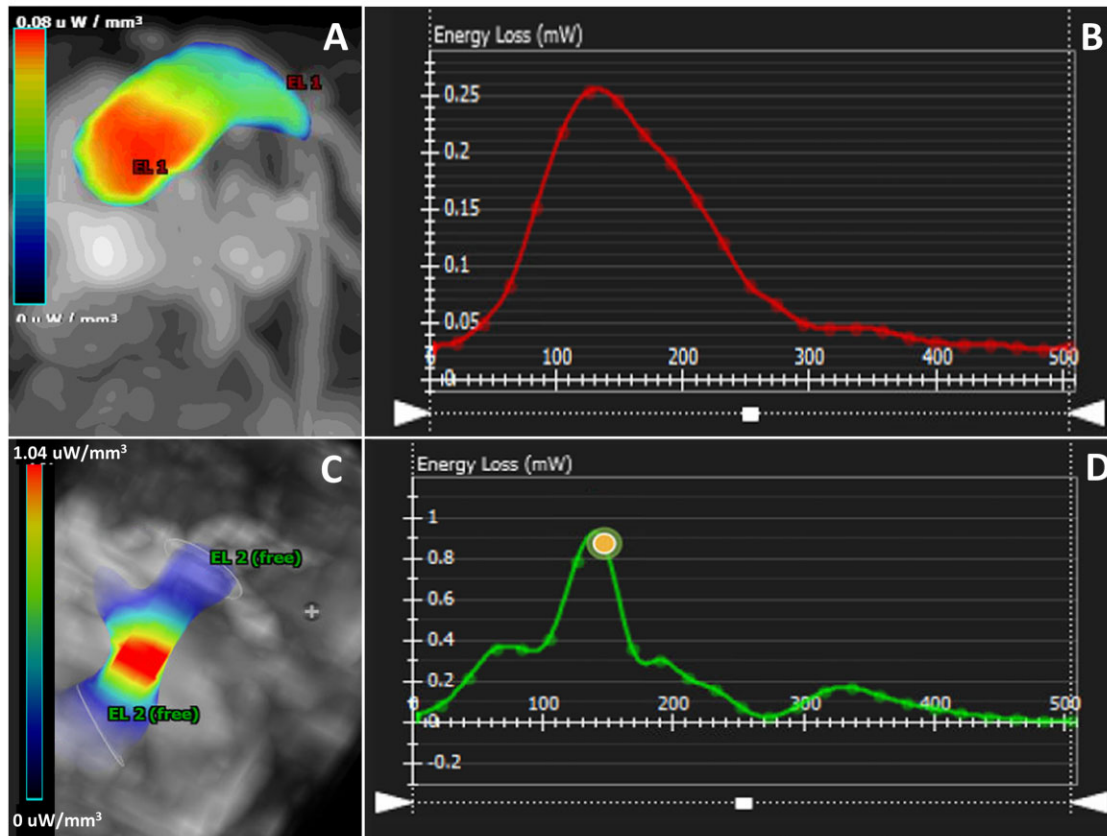 0.08 u W / mm³
A
EL 1
EL 1
0 u W / mm³
B
Energy Loss (mW)
0.25
0.2
0.15
0.1
0.05
0
0 100 200 300 400 500
1.04 uW/mm³
C
EL 2 (free)
EL 2 (free)
0 uW/mm³
D
Energy Loss (mW)
1
0.8
0.6
0.4
0.2
0
-0.2
0 100 200 300 400 500